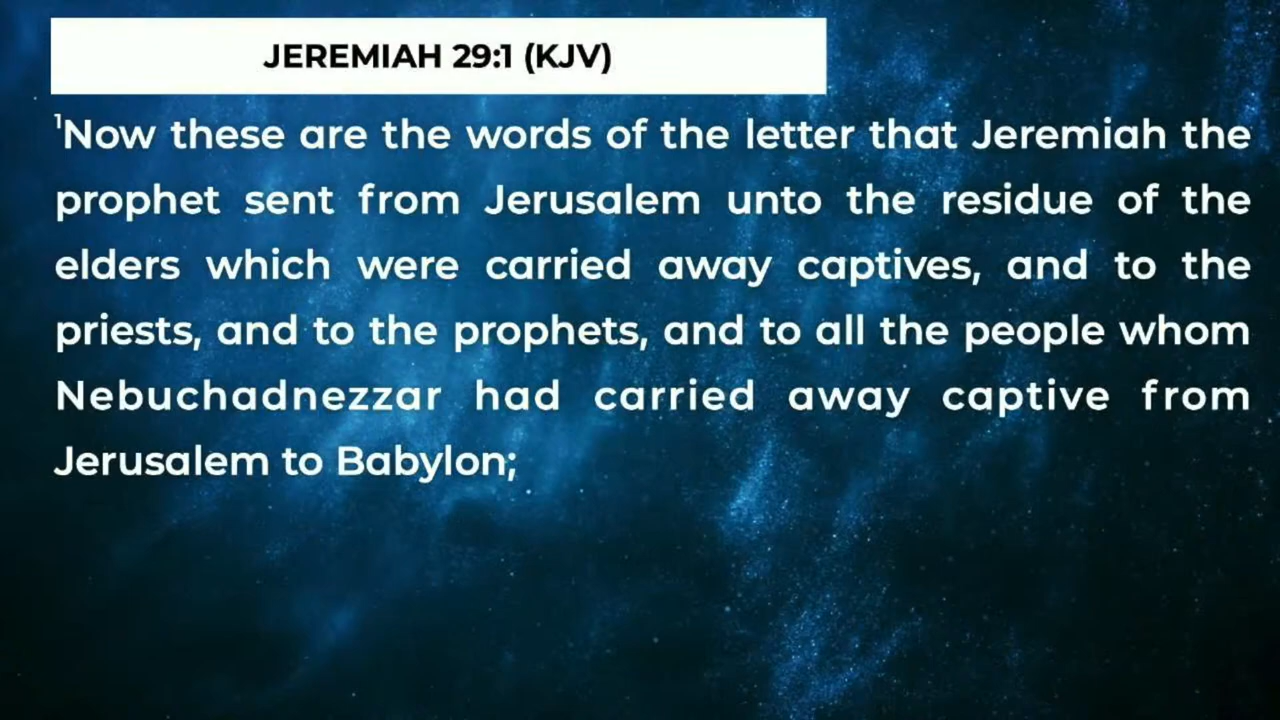 JEREMIAH 29:1 (KJV)
¹Now these are the words of the letter that Jeremiah the
prophet sent from Jerusalem unto the residue of the
elders which were carried away captives, and to the
priests, and to the prophets, and to all the people whom
Nebuchadnezzar had carried away captive from
Jerusalem to Babylon;